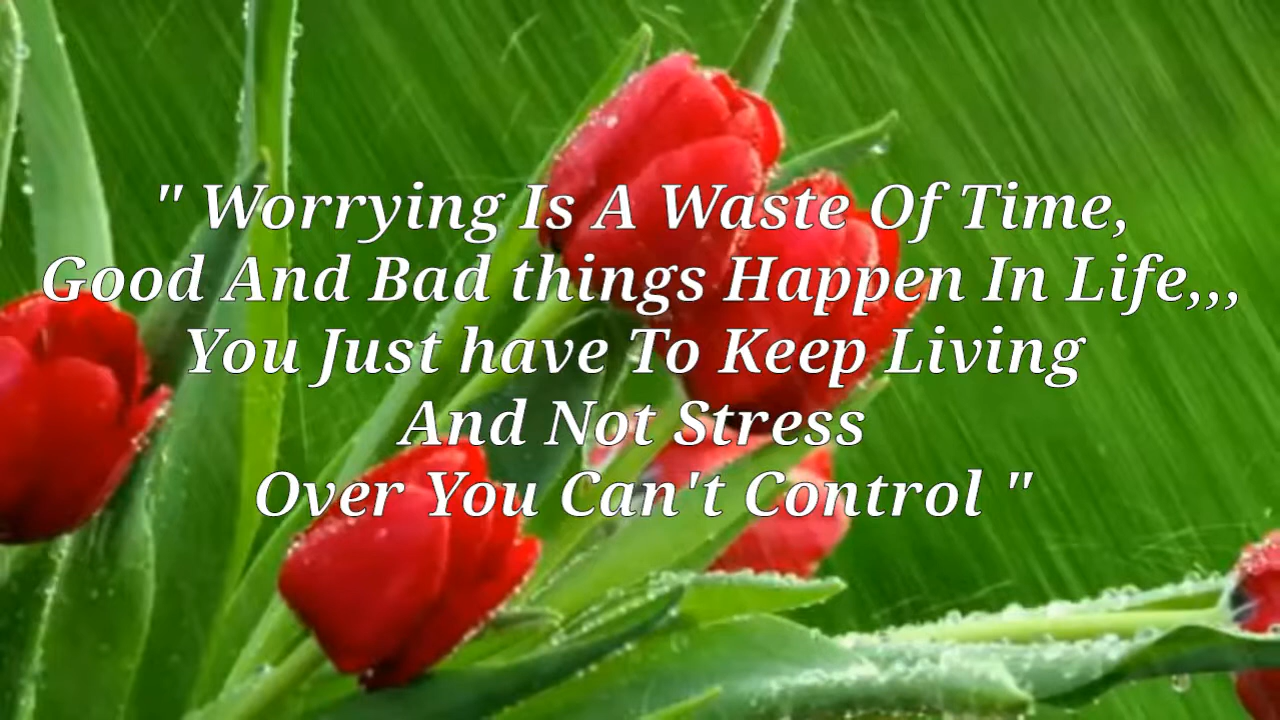 " Worrying Is A Waste Of Time,
Good And Bad things Happen In Life,,,
You Just have To Keep Living
And Not Stress
Over You Can't Control "